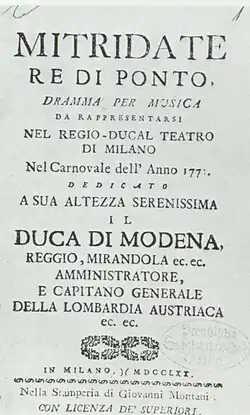 1
MITRIDATE
RE DI PONTO,
DRAMMA PER MUSICA
DA RAPPRESENTARSI
NEL REGIO-DUCAL TEATRO
DI MILANO
Nel Carnovale dell' Anno 1771.
DEDICATO
A SUA ALTEZZA SERENISSIMA
IL
DUCA DI MODENA,
REGGIO, MIRANDOLA ec. ec.
AMMINISTRATORE,
E CAPITANO GENERALE
DELLA LOMBARDIA AUSTRIACA
ec. ec.
IN MILANO, )( MDCCLXX.
Nella Stamperia di Giovanni Montani.
CON LICENZA DE' SUPERIORI.